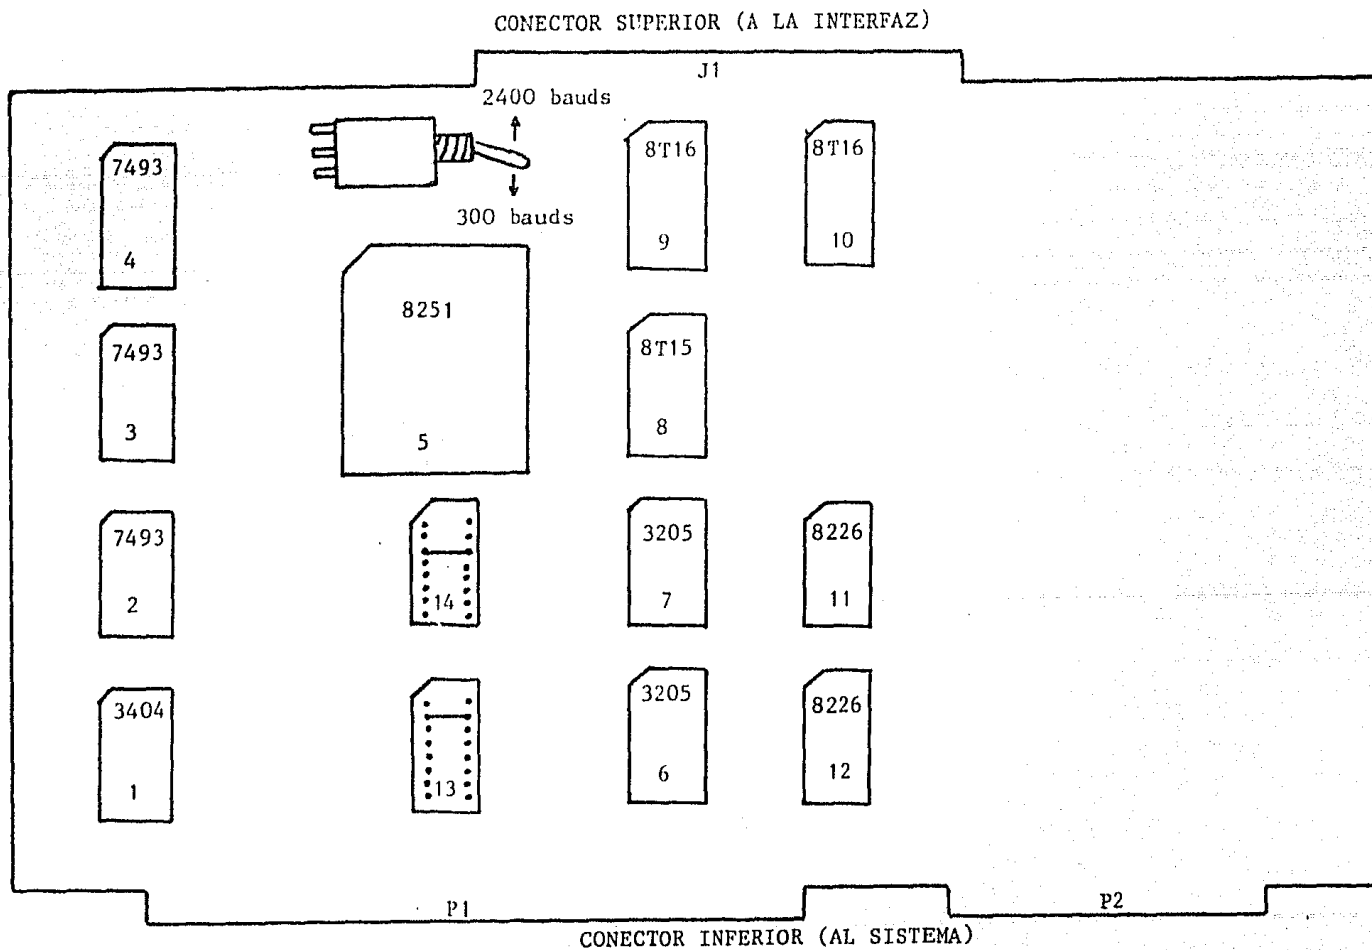 CONECTOR SUPERIOR (A LA INTERFAZ)
J1
2400 bauds
300 bauds
7493
4
8T16
9
8T16
10
7493
3
8251
5
8T15
8
7493
2
14
3205
7
8226
11
3404
1
13
3205
6
8226
12
P1
P2
CONECTOR INFERIOR (AL SISTEMA)